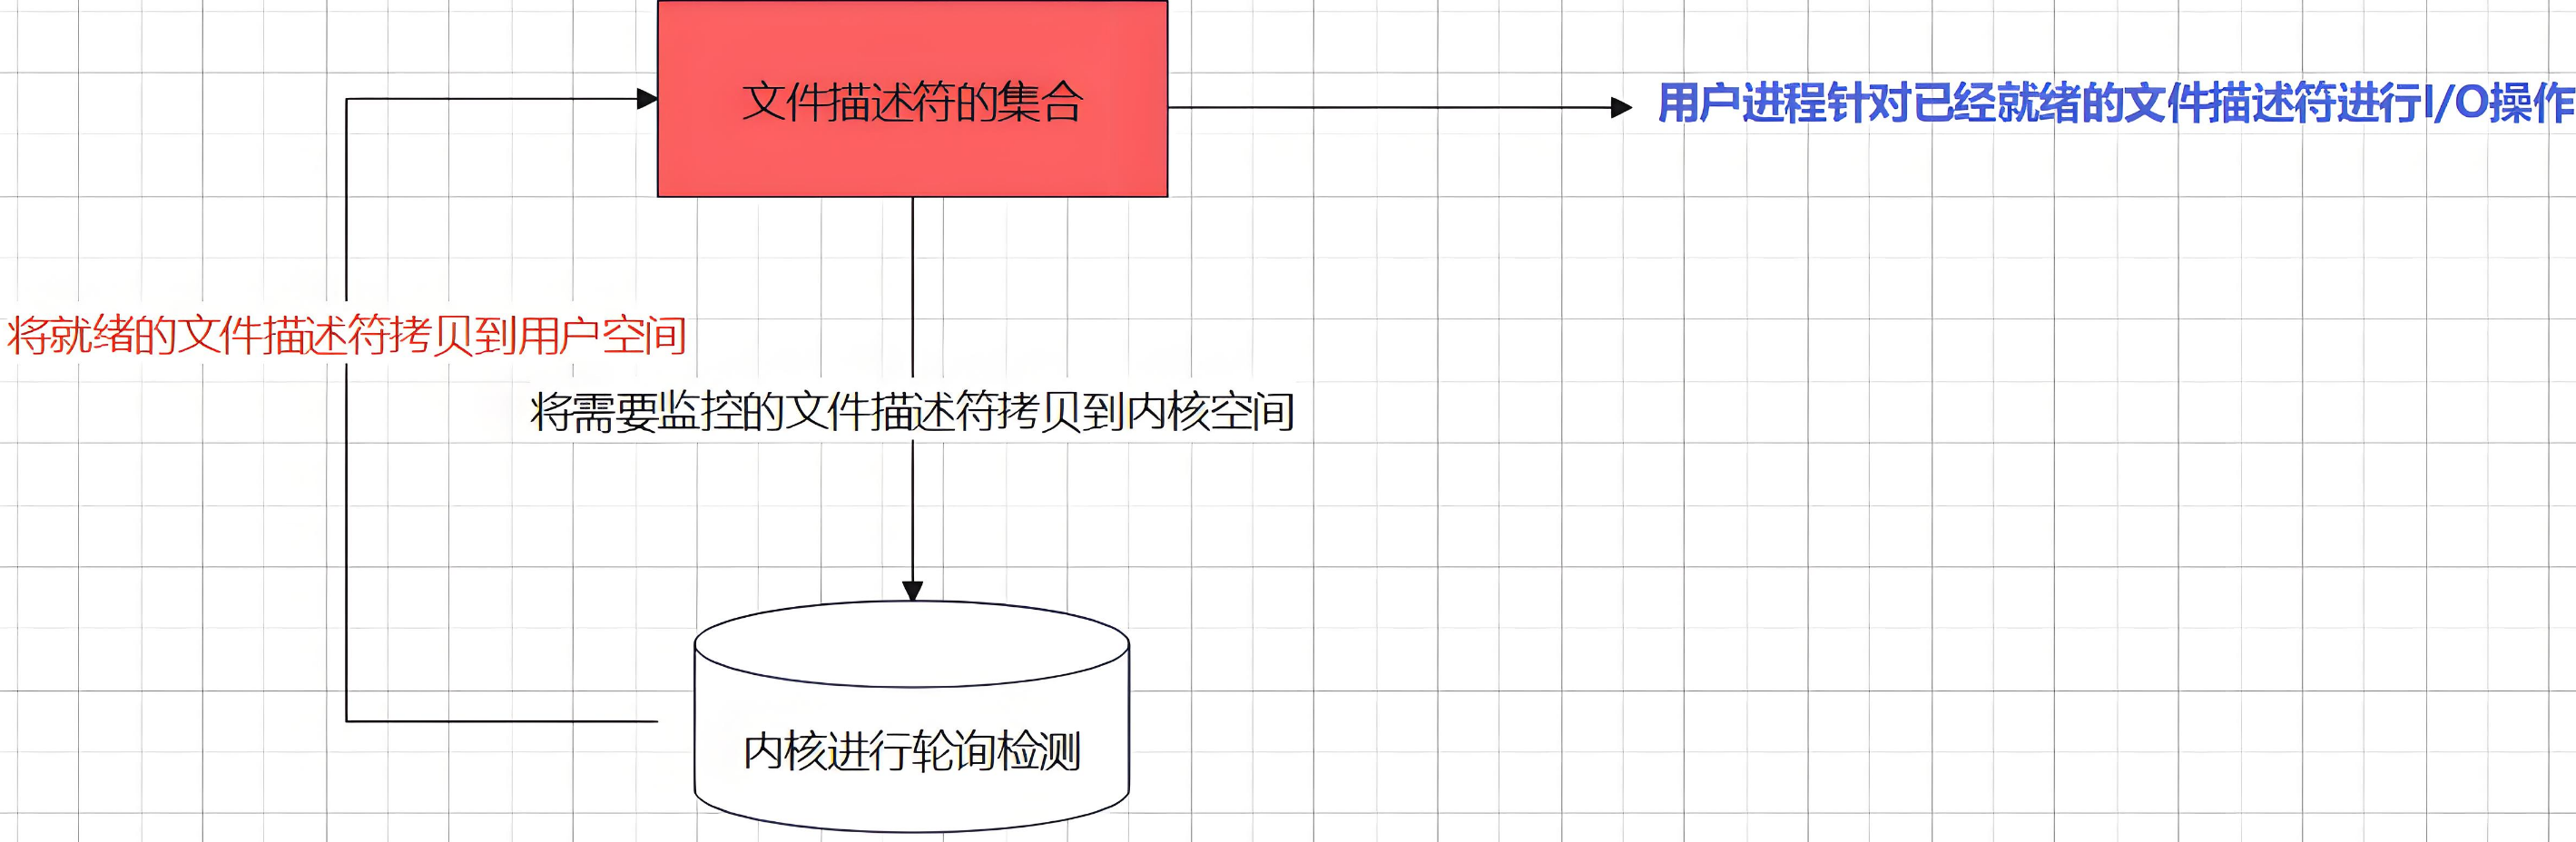 文件描述符的集合
用户进程针对已经就绪的文件描述符进行I/O操作
将就绪的文件描述符拷贝到用户空间
将需要监控的文件描述符拷贝到内核空间
内核进行轮询检测